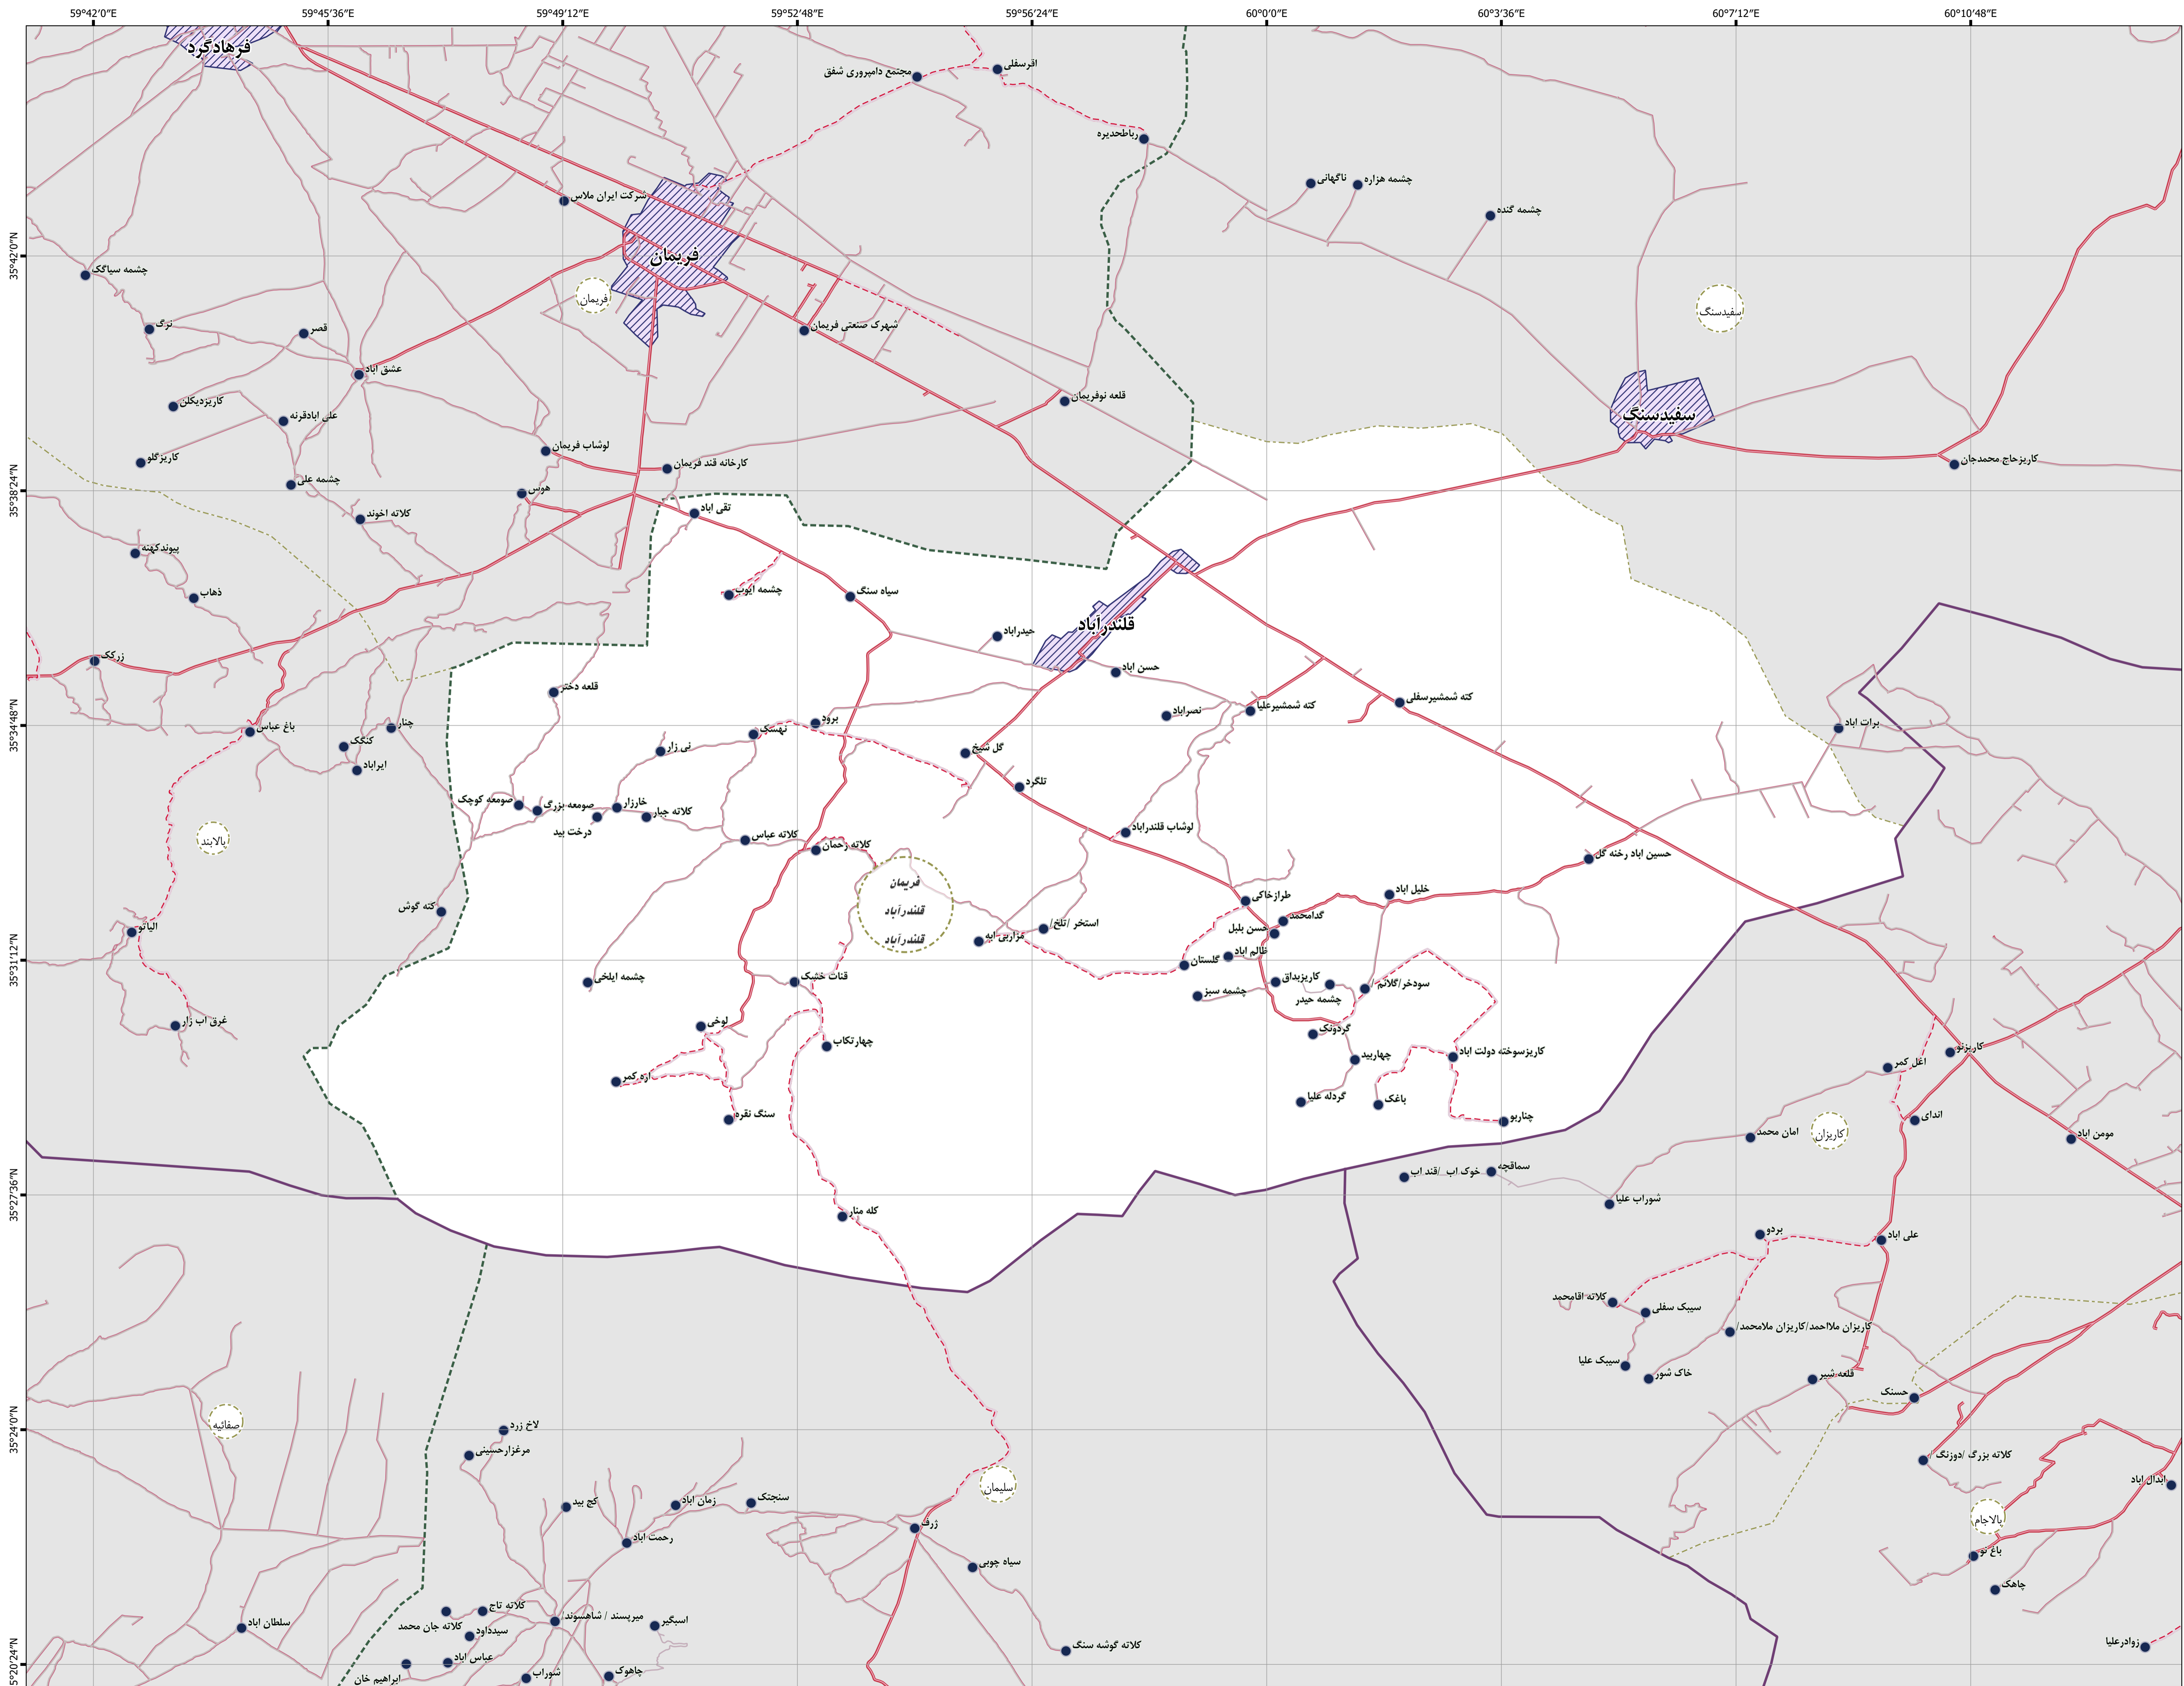 59°42'0"E
59°45'36"E
59°49'12"E
59°52'48"E
59°56'24"E
60°0'0"E
60°3'36"E
60°7'12"E
60°10'48"E
فرهادگرد
مجتمع دامپروری شفق
افرسفلی
رباطحدیره
ناگهانی
چشمه هزاره
چشمه گنده
شرکت ایران ملاس
فریمان
35°42'0"N
چشمه سیاگک
فریمان
سفیدسنگ
نرگ
قصر
شهرک صنعتی فریمان
عشق اباد
کاریزدیکلن
علی ابادقرنه
قلعه نوفریمان
سفیدسنگ
لوشاب فریمان
کاریزگلو
کارخانه قند فریمان
کاریزحاج محمدجان
35°38'24"N
چشمه علی
هوس
کلاته اخوند
تقی اباد
پیوندکهنه
ذهاب
چشمه ایوب
سیاه سنگ
قلندرآباد
حیدراباد
زرکک
حسن اباد
قلعه دختر
کته شمشیرسفلی
کته شمشیرعلیا
نصراباد
35°34'48"N
باغ عباس
چنار
کنگک
ایراباد
برود
نهسک
نی زار
گل شیخ
تلگرد
برات اباد
صومعه کوچک
صومعه بزرگ
خارزار
درخت بید
کلاته جبار
بالابند
کلاته عباس
کلاته رحمان
لوشاب قلندراباد
حسین اباد رخنه گل
فریمان
قلندرآباد
قلندرآباد
خلیل اباد
طرازخاکی
کته گوش
گدامحمد
حسن بلبل
الیاتو
استخر /تلخ/
مزاربی ابه
ظالم اباد
گلستان
35°31'12"N
چشمه ایلخی
قنات خشک
کاریزبداق
چشمه حیدر
سودخر/گلاتم/
چشمه سبز
غرق اب زار
لوخی
گردونک
چهارتکاب
چهاربید
کاریزسوخته دولت اباد
کاریزنو
اغل کمر
اره کمر
گردله علیا
باغک
سنگ نقره
چناربو
اندای
امان محمد
کاریزان
مومن اباد
35°27'36"N
خوک اب_/قند اب
سماقچه
شوراب علیا
کله منار
بردو
علی اباد
کلاته اقامحمد
سیبک سفلی
کاریزان ملااحمد/کاریزان ملامحمد/
سیبک علیا
خاک شور
قلعه شیر
حسنک
صفائیه
35°24'0"N
لاخ زرد
مرغزارحسینی
کلاته بزرگ /دوزنگ /
ابدال اباد
سلیمان
کج بید
زمان اباد
سنجتک
بالاجام
رحمت اباد
ژرف
باغ نو
سیاه چوبی
چاهک
کلاته تاج
کلاته جان محمد
میرپسند / شاهسوند/
اسبگیر
سلطان اباد
سیدداود
کلاته گوشه سنگ
زوادرعلیا
عباس اباد
ابراهیم خان
شوراب
چاهوک
5°20'24"N